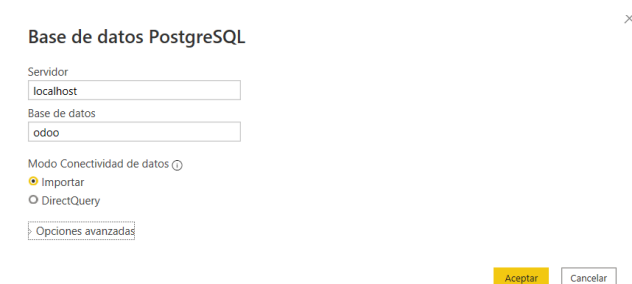 Base de datos PostgreSQL
Servidor
localhost
Base de datos
odoo
Modo Conectividad de datos
Importar
DirectQuery
Opciones avanzadas
Aceptar Cancelar